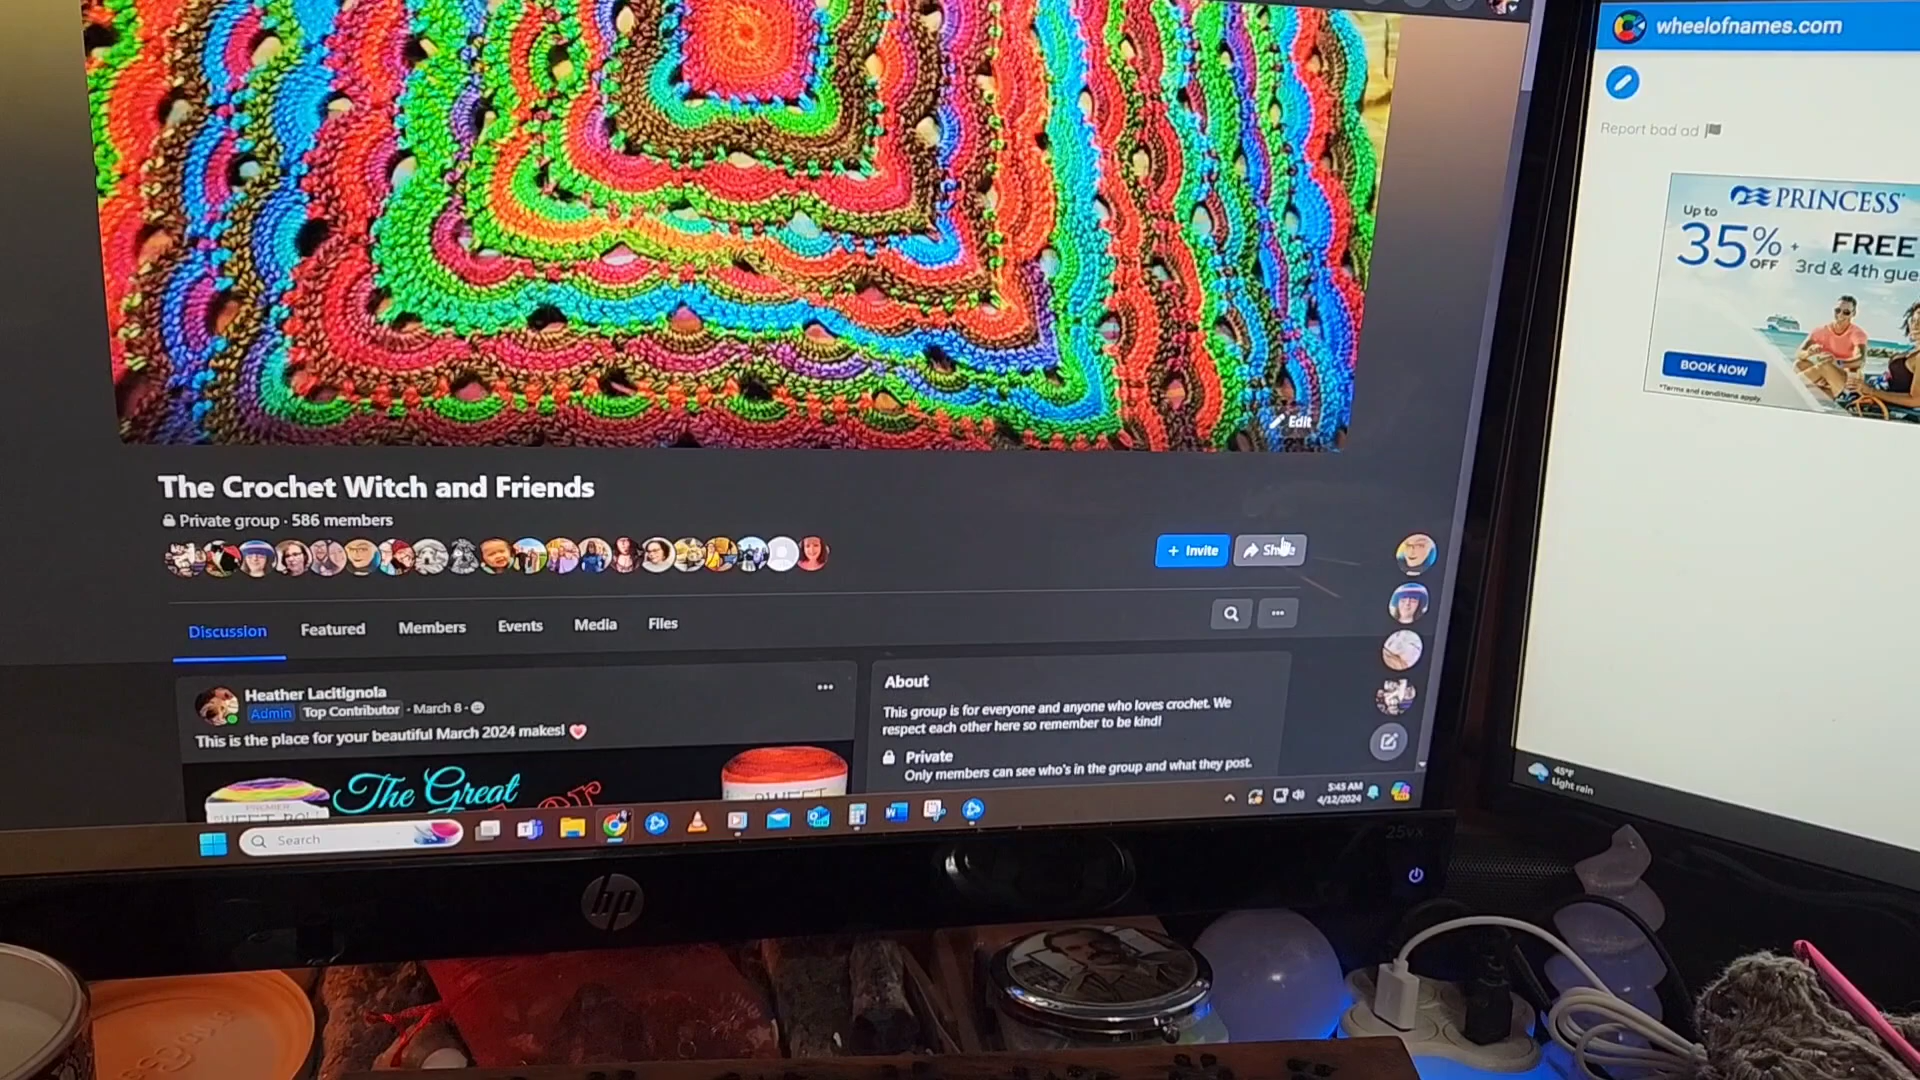 wheelofnames.com
Report bad ad
PRINCESS
Up to
35% OFF + FREE
3rd & 4th gue
BOOK NOW
*Terms and conditions apply.
Edit
The Crochet Witch and Friends
Private group · 586 members
+ Invite
Share
Discussion
Featured
Members
Events
Media
Files
Heather Lacitignola
Admin Top Contributor · March 8 ·
This is the place for your beautiful March 2024 makes!
The Great
PREMIER
SWEET ROLL
About
This group is for everyone and anyone who loves crochet. We
respect each other here so remember to be kind!
Private
Only members can see who's in the group and what they post.
Search
5:45 AM
4/12/2024
45°F
Light rain
hp
25vx